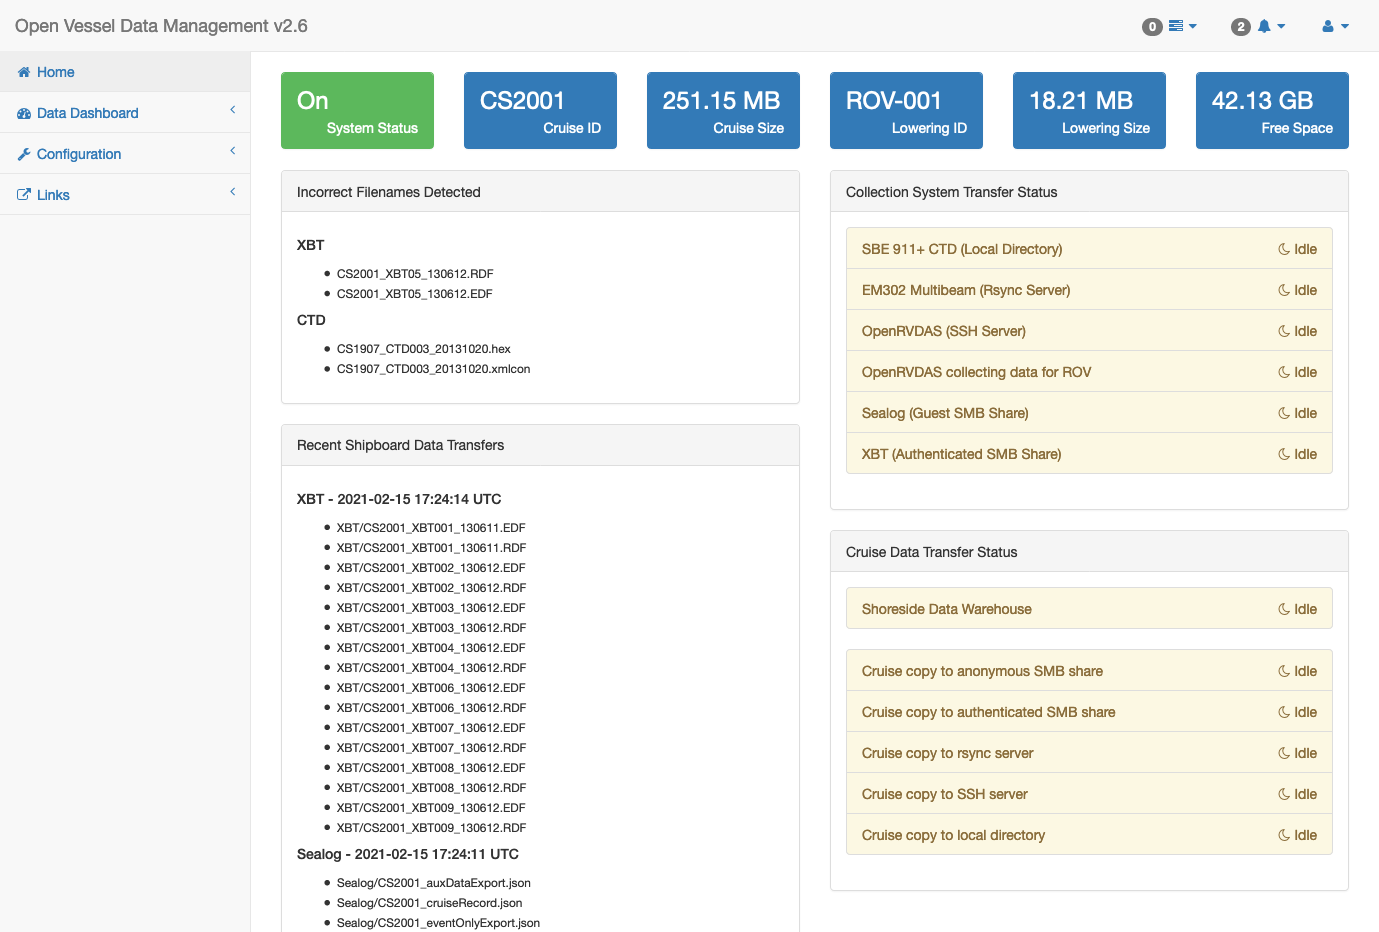 Open Vessel Data Management v2.6
0
2
Home
Data Dashboard
Configuration
Links
On
System Status
CS2001
Cruise ID
251.15 MB
Cruise Size
ROV-001
Lowering ID
18.21 MB
Lowering Size
42.13 GB
Free Space
Incorrect Filenames Detected
XBT
CS2001_XBT05_130612.RDF
CS2001_XBT05_130612.EDF
CTD
CS1907_CTD003_20131020.hex
CS1907_CTD003_20131020.xmlcon
Recent Shipboard Data Transfers
XBT - 2021-02-15 17:24:14 UTC
XBT/CS2001_XBT001_130611.EDF
XBT/CS2001_XBT001_130611.RDF
XBT/CS2001_XBT002_130612.EDF
XBT/CS2001_XBT002_130612.RDF
XBT/CS2001_XBT003_130612.EDF
XBT/CS2001_XBT003_130612.RDF
XBT/CS2001_XBT004_130612.EDF
XBT/CS2001_XBT004_130612.RDF
XBT/CS2001_XBT006_130612.EDF
XBT/CS2001_XBT006_130612.RDF
XBT/CS2001_XBT007_130612.EDF
XBT/CS2001_XBT007_130612.RDF
XBT/CS2001_XBT008_130612.EDF
XBT/CS2001_XBT008_130612.RDF
XBT/CS2001_XBT009_130612.EDF
XBT/CS2001_XBT009_130612.RDF
Sealog - 2021-02-15 17:24:11 UTC
Sealog/CS2001_auxDataExport.json
Sealog/CS2001_cruiseRecord.json
Sealog/CS2001_eventOnlyExport.json
Collection System Transfer Status
SBE 911+ CTD (Local Directory) Idle
EM302 Multibeam (Rsync Server) Idle
OpenRVDAS (SSH Server) Idle
OpenRVDAS collecting data for ROV Idle
Sealog (Guest SMB Share) Idle
XBT (Authenticated SMB Share) Idle
Cruise Data Transfer Status
Shoreside Data Warehouse Idle
Cruise copy to anonymous SMB share Idle
Cruise copy to authenticated SMB share Idle
Cruise copy to rsync server Idle
Cruise copy to SSH server Idle
Cruise copy to local directory Idle